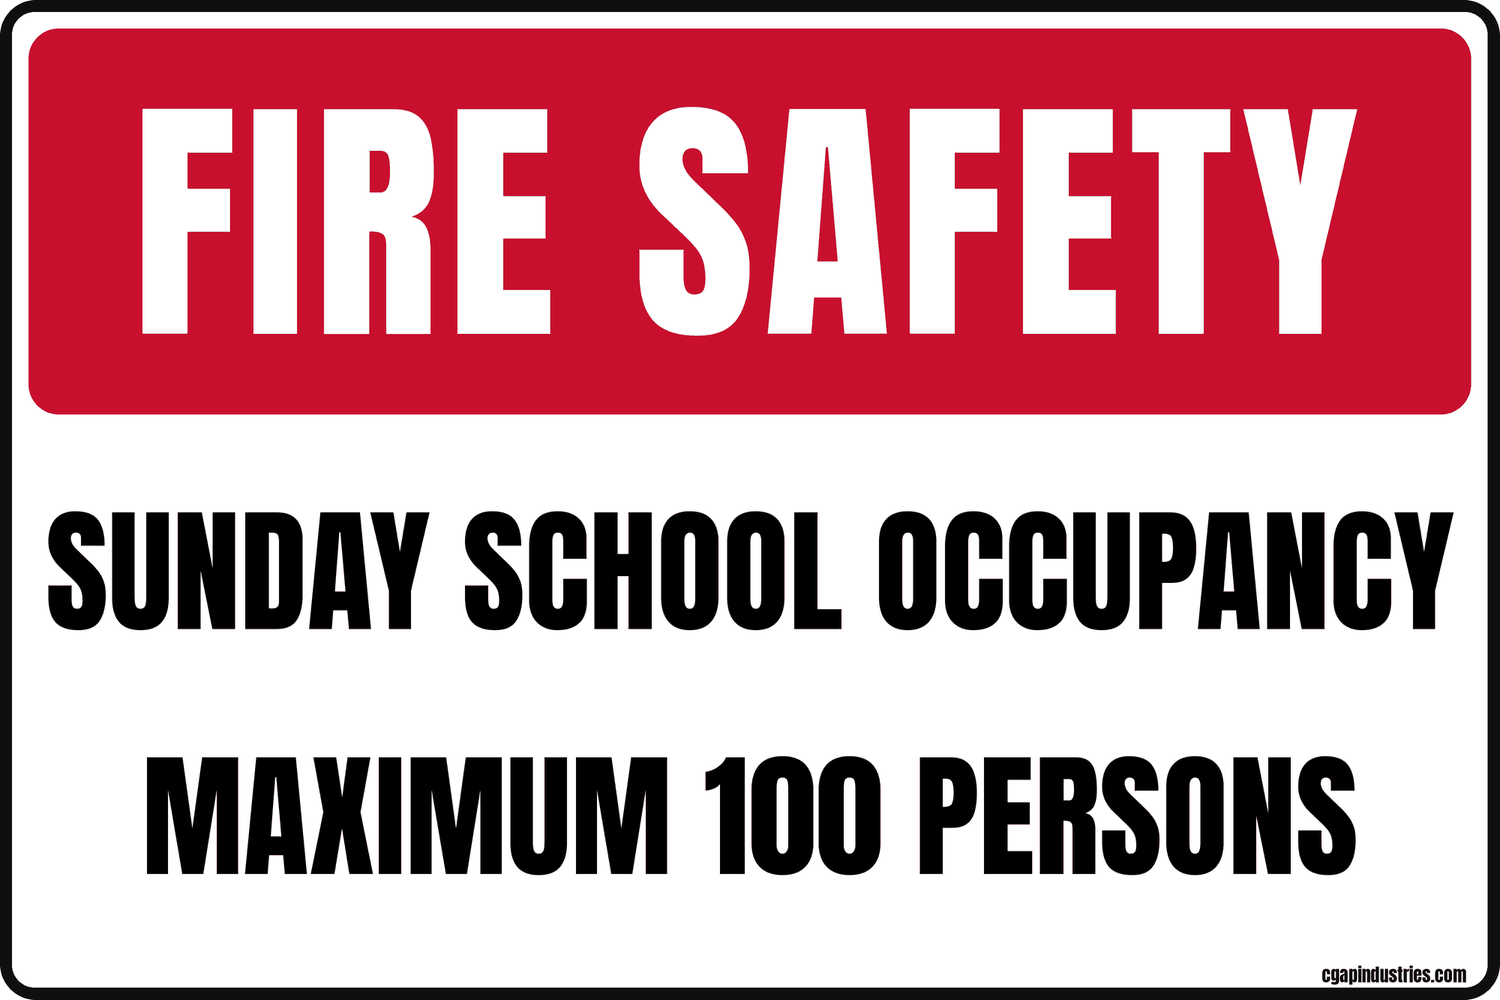 FIRE SAFETY
SUNDAY SCHOOL OCCUPANCY
MAXIMUM 100 PERSONS
cgapindustries.com